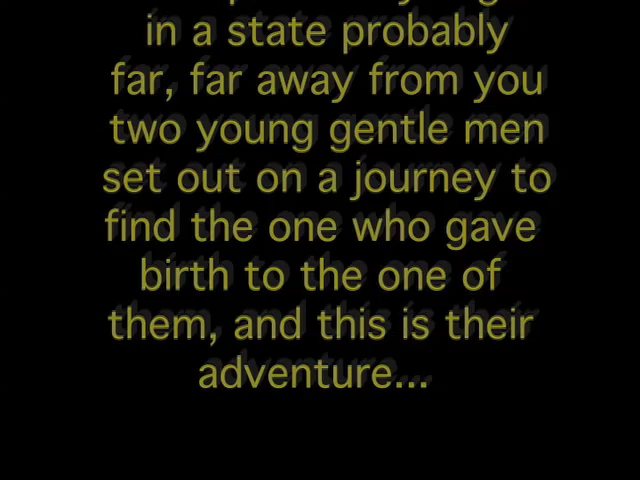 in a state probably
far, far away from you
two young gentle men
set out on a journey to
find the one who gave
birth to the one of
them, and this is their
adventure...